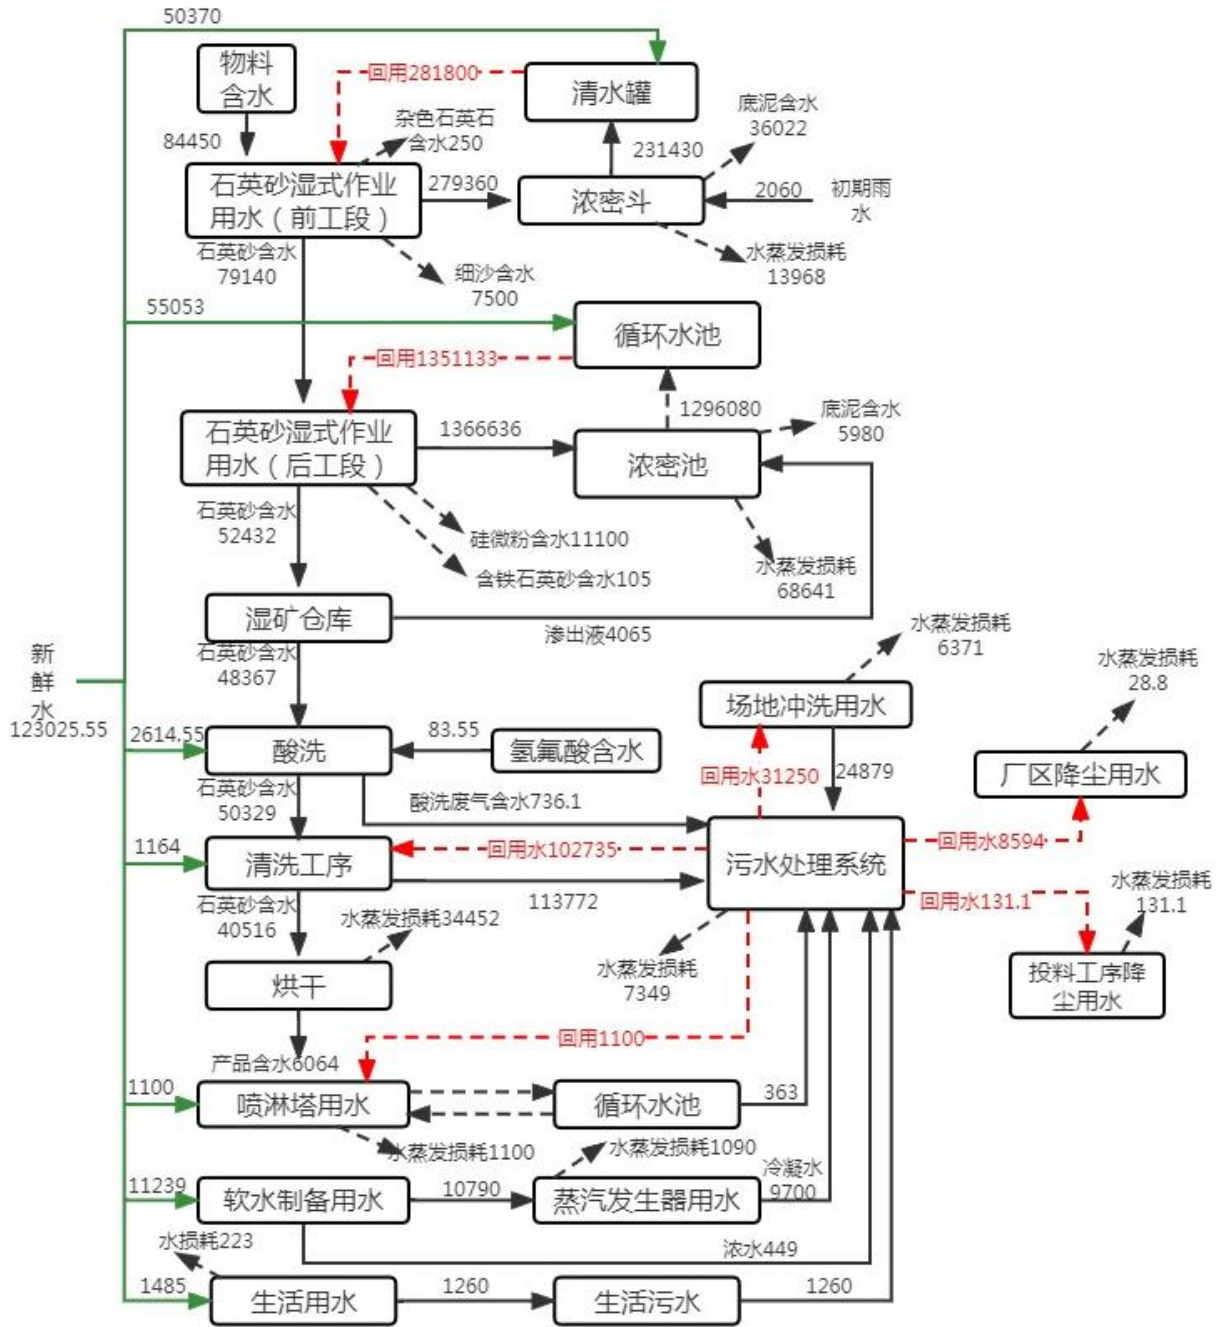 50370
物料
含水
回用281800
清水罐
杂色石英石
含水250
底泥含水
36022
84450
231430
石英砂湿式作业
用水（前工段）
279360
浓密斗
2060
初期雨
水
石英砂含水
79140
细沙含水
7500
水蒸发损耗
13968
55053
循环水池
回用1351133
1296080
底泥含水
5980
石英砂湿式作业
用水（后工段）
1366636
浓密池
石英砂含水
52432
硅微粉含水11100
含铁石英砂含水105
水蒸发损耗
68641
湿矿仓库
渗出液4065
水蒸发损耗
6371
新
鲜
水
123025.55
石英砂含水
48367
水蒸发损耗
28.8
场地冲洗用水
2614.55
酸洗
83.55
氢氟酸含水
回用水31250
24879
厂区降尘用水
石英砂含水
50329
酸洗废气含水736.1
1164
清洗工序
回用水102735
污水处理系统
回用水8594
113772
回用水131.1
水蒸发损耗
131.1
石英砂含水
40516
水蒸发损耗34452
水蒸发损耗
7349
烘干
投料工序降
尘用水
回用1100
产品含水6064
1100
喷淋塔用水
循环水池
363
水蒸发损耗1100
水蒸发损耗1090
11239
软水制备用水
10790
蒸汽发生器用水
冷凝水
9700
水损耗223
浓水449
1485
生活用水
1260
生活污水
1260